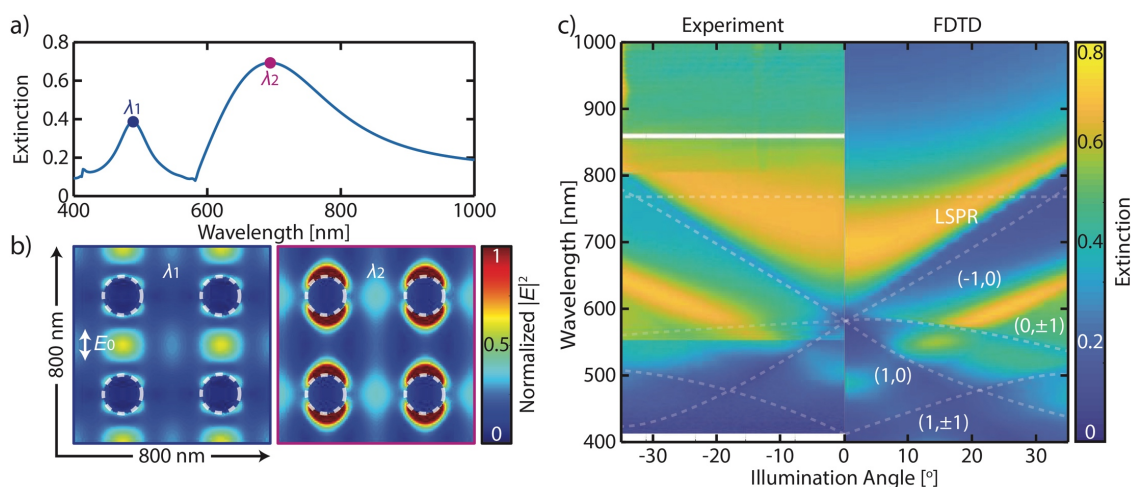 a)
0.8
0.6
0.4
0.2
0
Extinction
λ1
λ2
400
600
800
1000
Wavelength [nm]
b)
800 nm
800 nm
E0
λ1
λ2
1
0.5
0
Normalized |E|²
c)
Experiment
FDTD
1000
900
800
700
600
500
400
Wavelength [nm]
LSPR
(-1,0)
(0,±1)
(1,0)
(1,±1)
-30
-20
-10
0
10
20
30
Illumination Angle [º]
0.8
0.6
0.4
0.2
0
Extinction